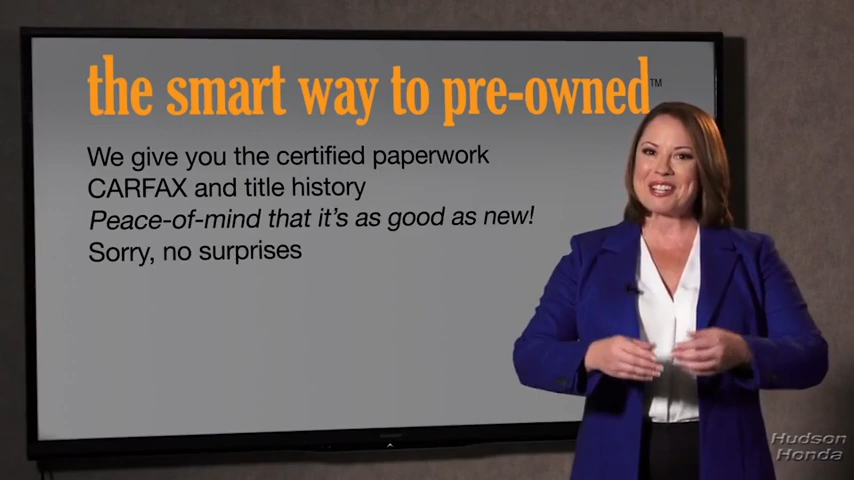 the smart way to pre-owned™
We give you the certified paperwork
CARFAX and title history
Peace-of-mind that it's as good as new!
Sorry, no surprises
Hudson
Honda